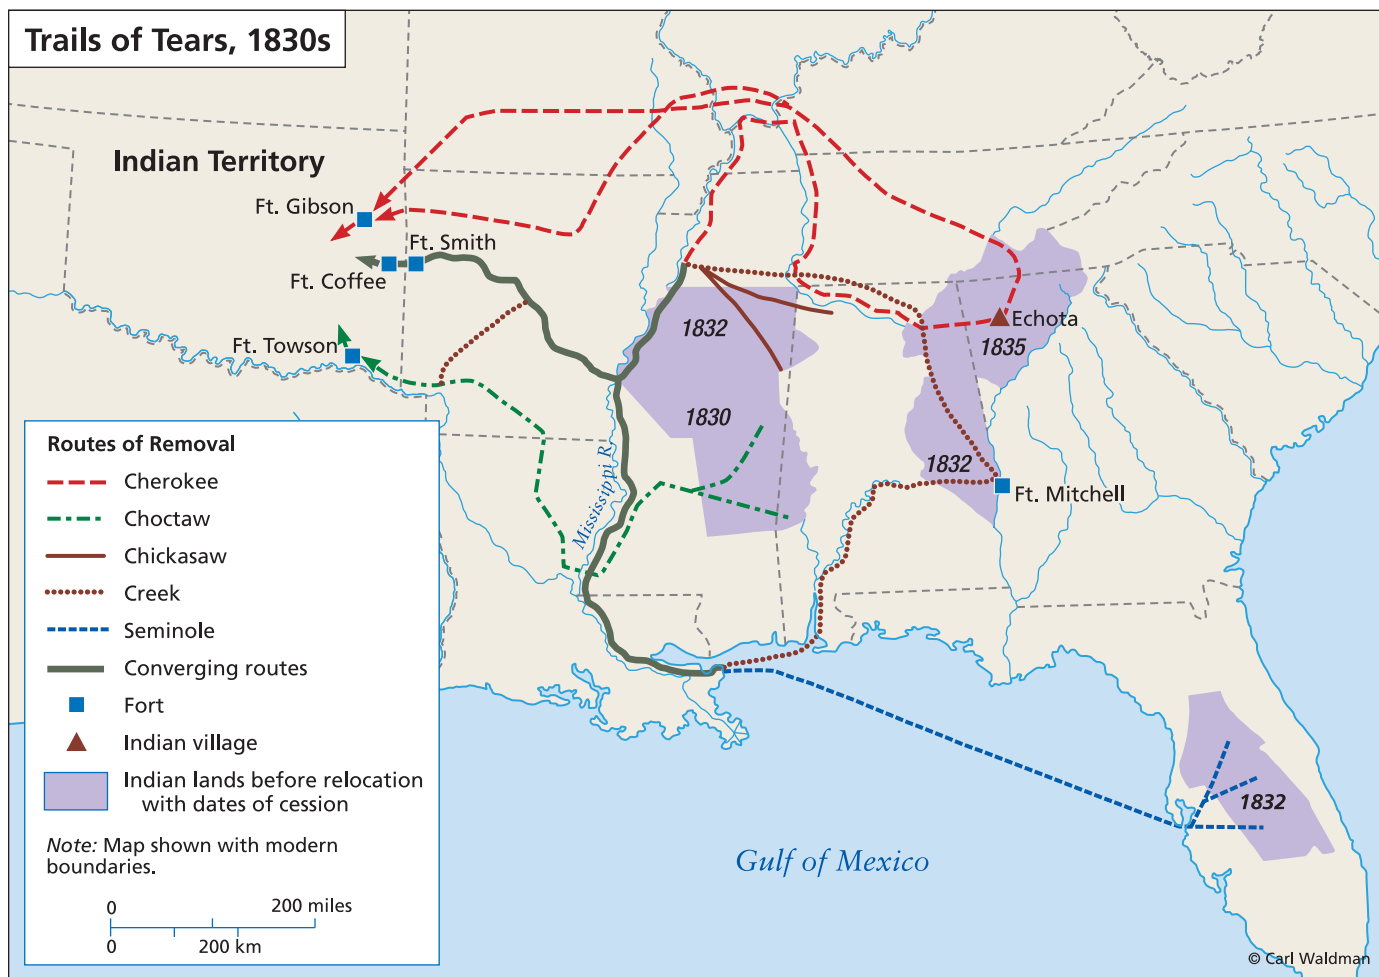 Trails of Tears, 1830s
Indian Territory
Ft. Gibson
Ft. Smith
Ft. Coffee
Ft. Towson
Echota
1832
1835
1830
1832
Ft. Mitchell
Mississippi R.
1832
Gulf of Mexico
Routes of Removal
Cherokee
Choctaw
Chickasaw
Creek
Seminole
Converging routes
Fort
Indian village
Indian lands before relocation
with dates of cession
Note: Map shown with modern
boundaries.
0 200 miles
0 200 km
© Carl Waldman